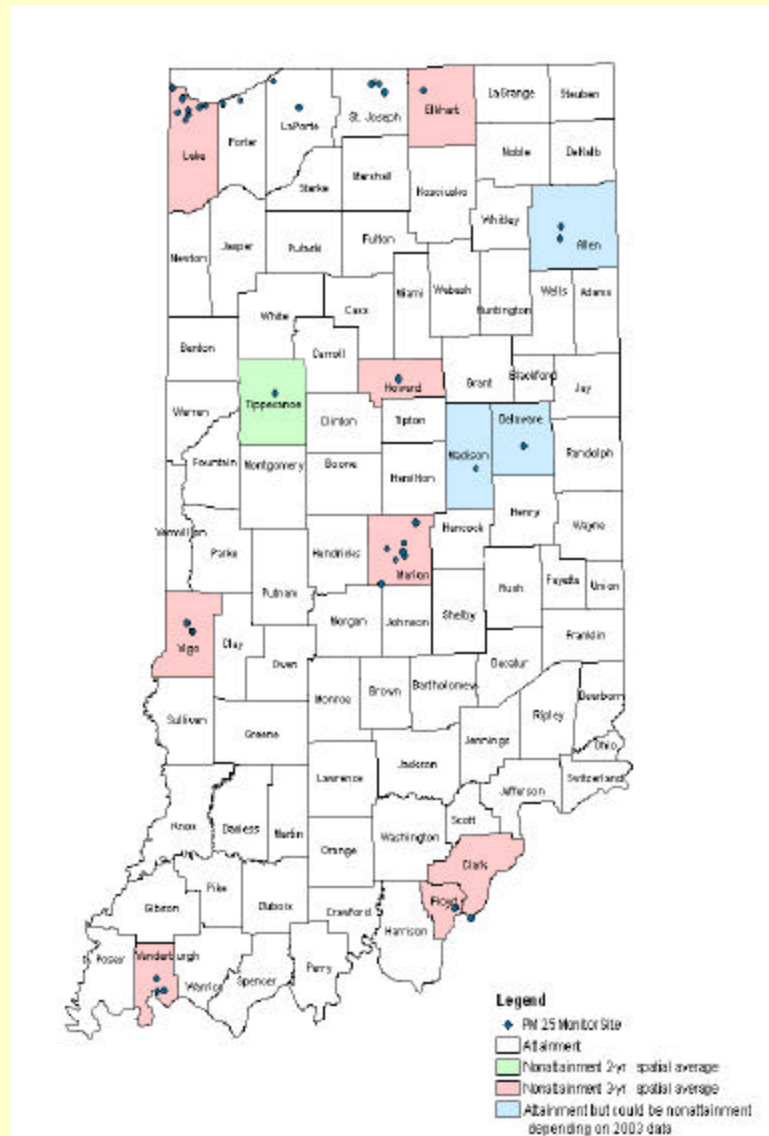 LaGrange
Steuben
St. Joseph
Elkhart
LaPorte
Porter
Lake
Noble
DeKalb
Marshall
Starke
Kosciusko
Whitley
Allen
Newton
Jasper
Pulaski
Fulton
Miami
Wabash
Huntington
Wells
Adams
White
Cass
Benton
Carroll
Howard
Grant
Blackford
Jay
Tippecanoe
Warren
Clinton
Tipton
Madison
Delaware
Randolph
Fountain
Montgomery
Boone
Hamilton
Henry
Vermillion
Hancock
Wayne
Parke
Hendricks
Marion
Putnam
Rush
Fayette
Union
Vigo
Clay
Morgan
Johnson
Shelby
Franklin
Owen
Decatur
Monroe
Brown
Bartholomew
Dearborn
Sullivan
Greene
Ripley
Jennings
Ohio
Lawrence
Jackson
Switzerland
Jefferson
Knox
Daviess
Martin
Scott
Orange
Washington
Clark
Pike
Gibson
Dubois
Crawford
Floyd
Harrison
Posey
Vanderburgh
Warrick
Spencer
Perry
Legend
PM 2.5 Monitor Site
Attainment
Nonattainment 2-yr spatial average
Nonattainment 3-yr spatial average
Attainment but could be nonattainment
depending on 2003 data